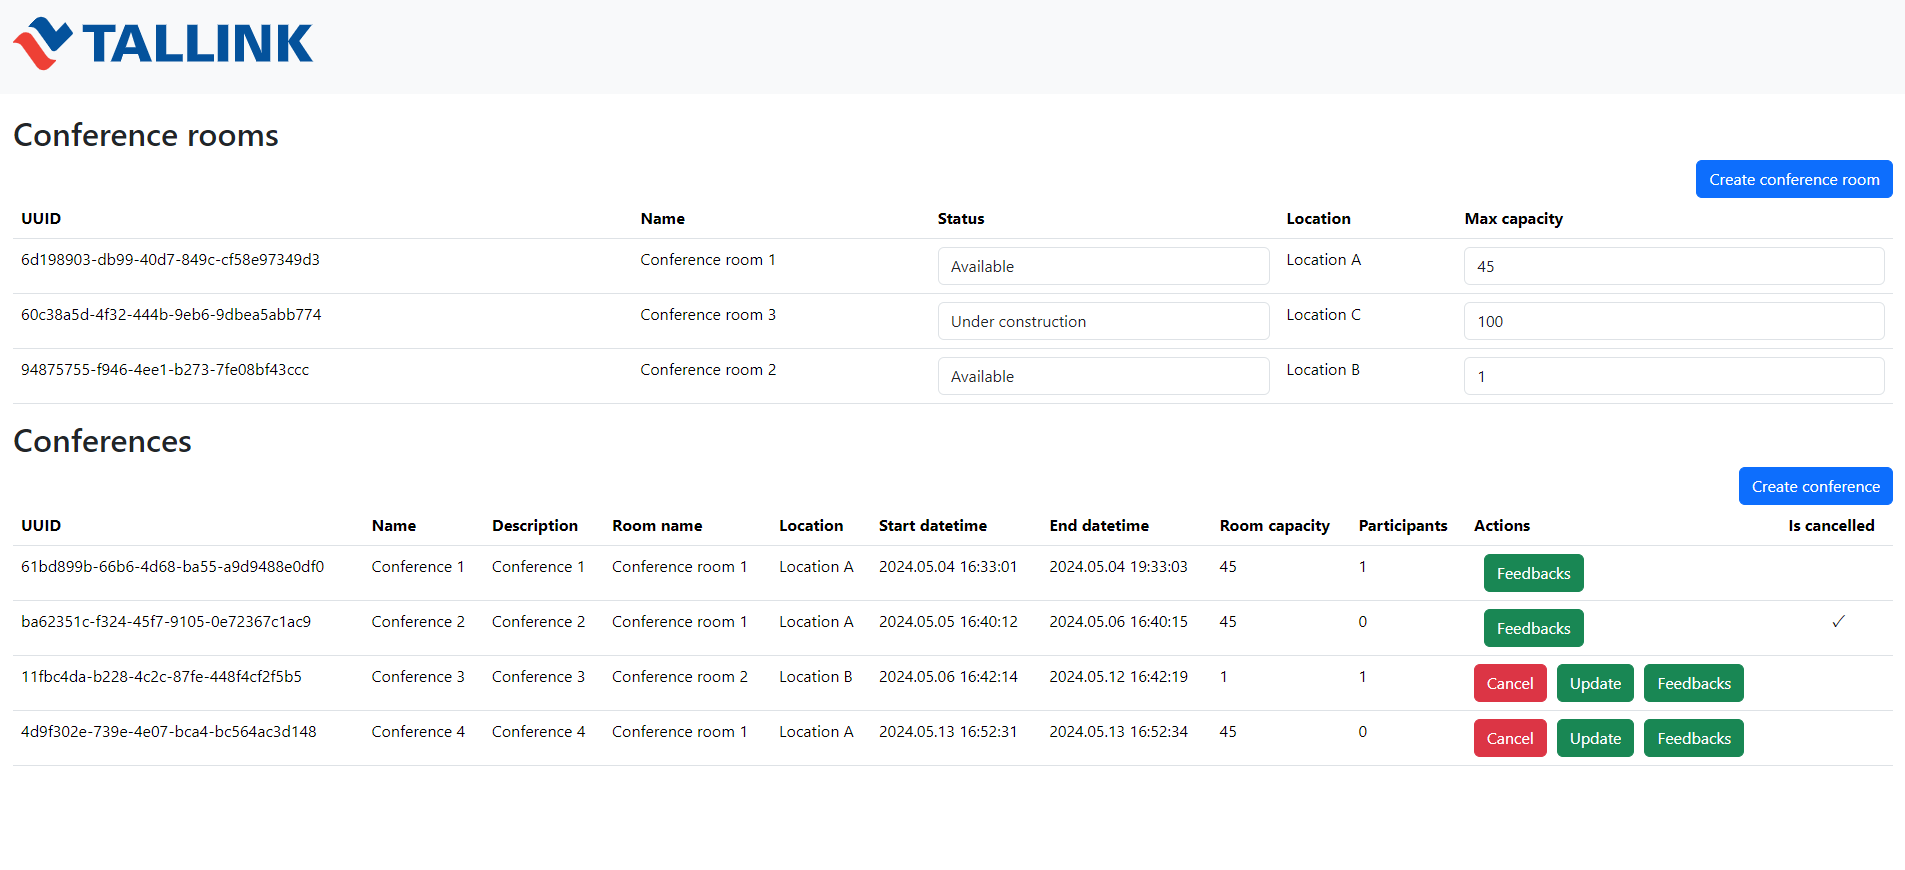 TALLINK
Conference rooms
Create conference room
UUID Name Status Location Max capacity
6d198903-db99-40d7-849c-cf58e97349d3 Conference room 1 Available Location A 45
60c38a5d-4f32-444b-9eb6-9dbea5abb774 Conference room 3 Under construction Location C 100
94875755-f946-4ee1-b273-7fe08bf43ccc Conference room 2 Available Location B 1
Conferences
Create conference
UUID Name Description Room name Location Start datetime End datetime Room capacity Participants Actions Is cancelled
61bd899b-66b6-4d68-ba55-a9d9488e0df0 Conference 1 Conference 1 Conference room 1 Location A 2024.05.04 16:33:01 2024.05.04 19:33:03 45 1 Feedbacks
ba62351c-f324-45f7-9105-0e72367c1ac9 Conference 2 Conference 2 Conference room 1 Location A 2024.05.05 16:40:12 2024.05.06 16:40:15 45 0 Feedbacks ✓
11fbc4da-b228-4c2c-87fe-448f4cf2f5b5 Conference 3 Conference 3 Conference room 2 Location B 2024.05.06 16:42:14 2024.05.12 16:42:19 1 1 Cancel Update Feedbacks
4d9f302e-739e-4e07-bca4-bc564ac3d148 Conference 4 Conference 4 Conference room 1 Location A 2024.05.13 16:52:31 2024.05.13 16:52:34 45 0 Cancel Update Feedbacks